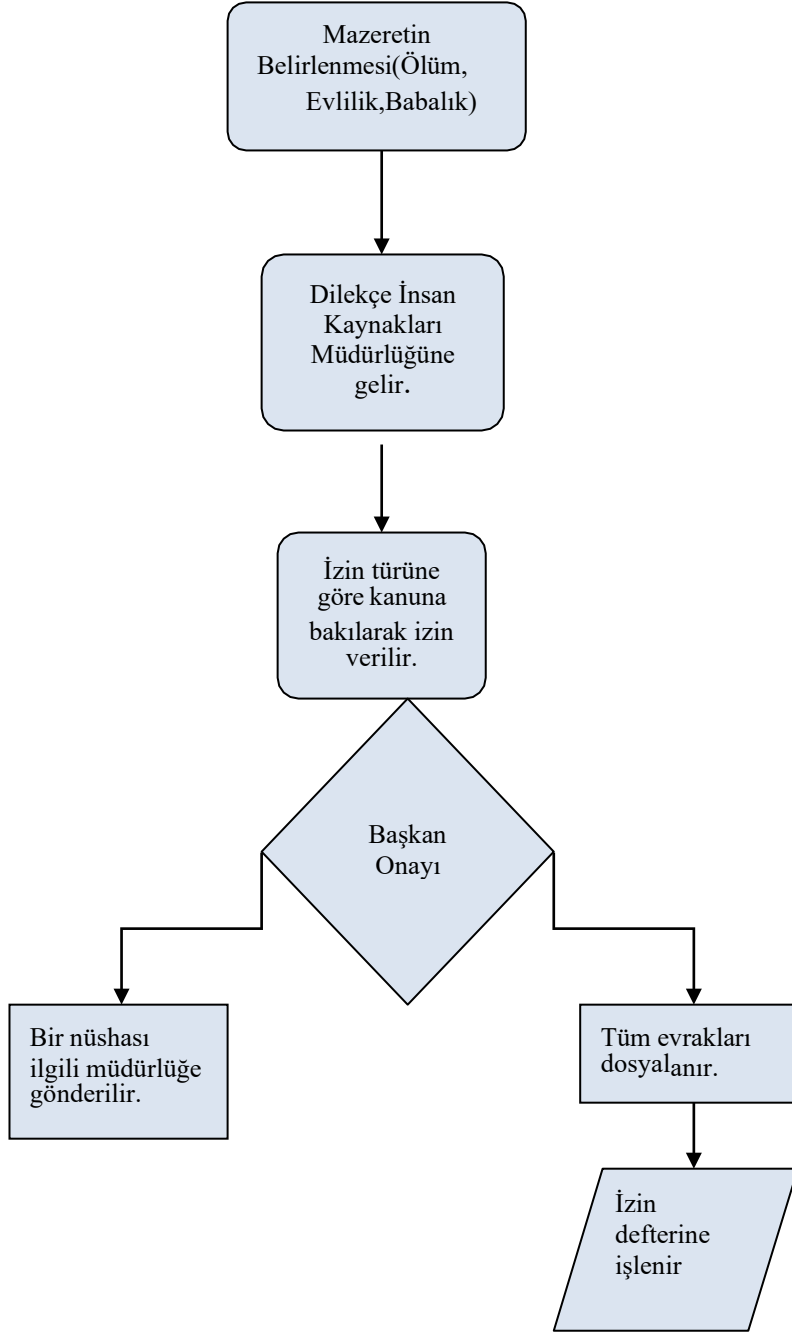 Mazeretin
Belirlenmesi(Ölüm,
Evlilik,Babalık)
Dilekçe İnsan
Kaynakları
Müdürlüğüne
gelir.
İzin türüne
göre kanuna
bakılarak izin
verilir.
Başkan
Onayı
Bir nüshası
ilgili müdürlüğe
gönderilir.
Tüm evrakları
dosyalanır.
İzin
defterine
işlenir